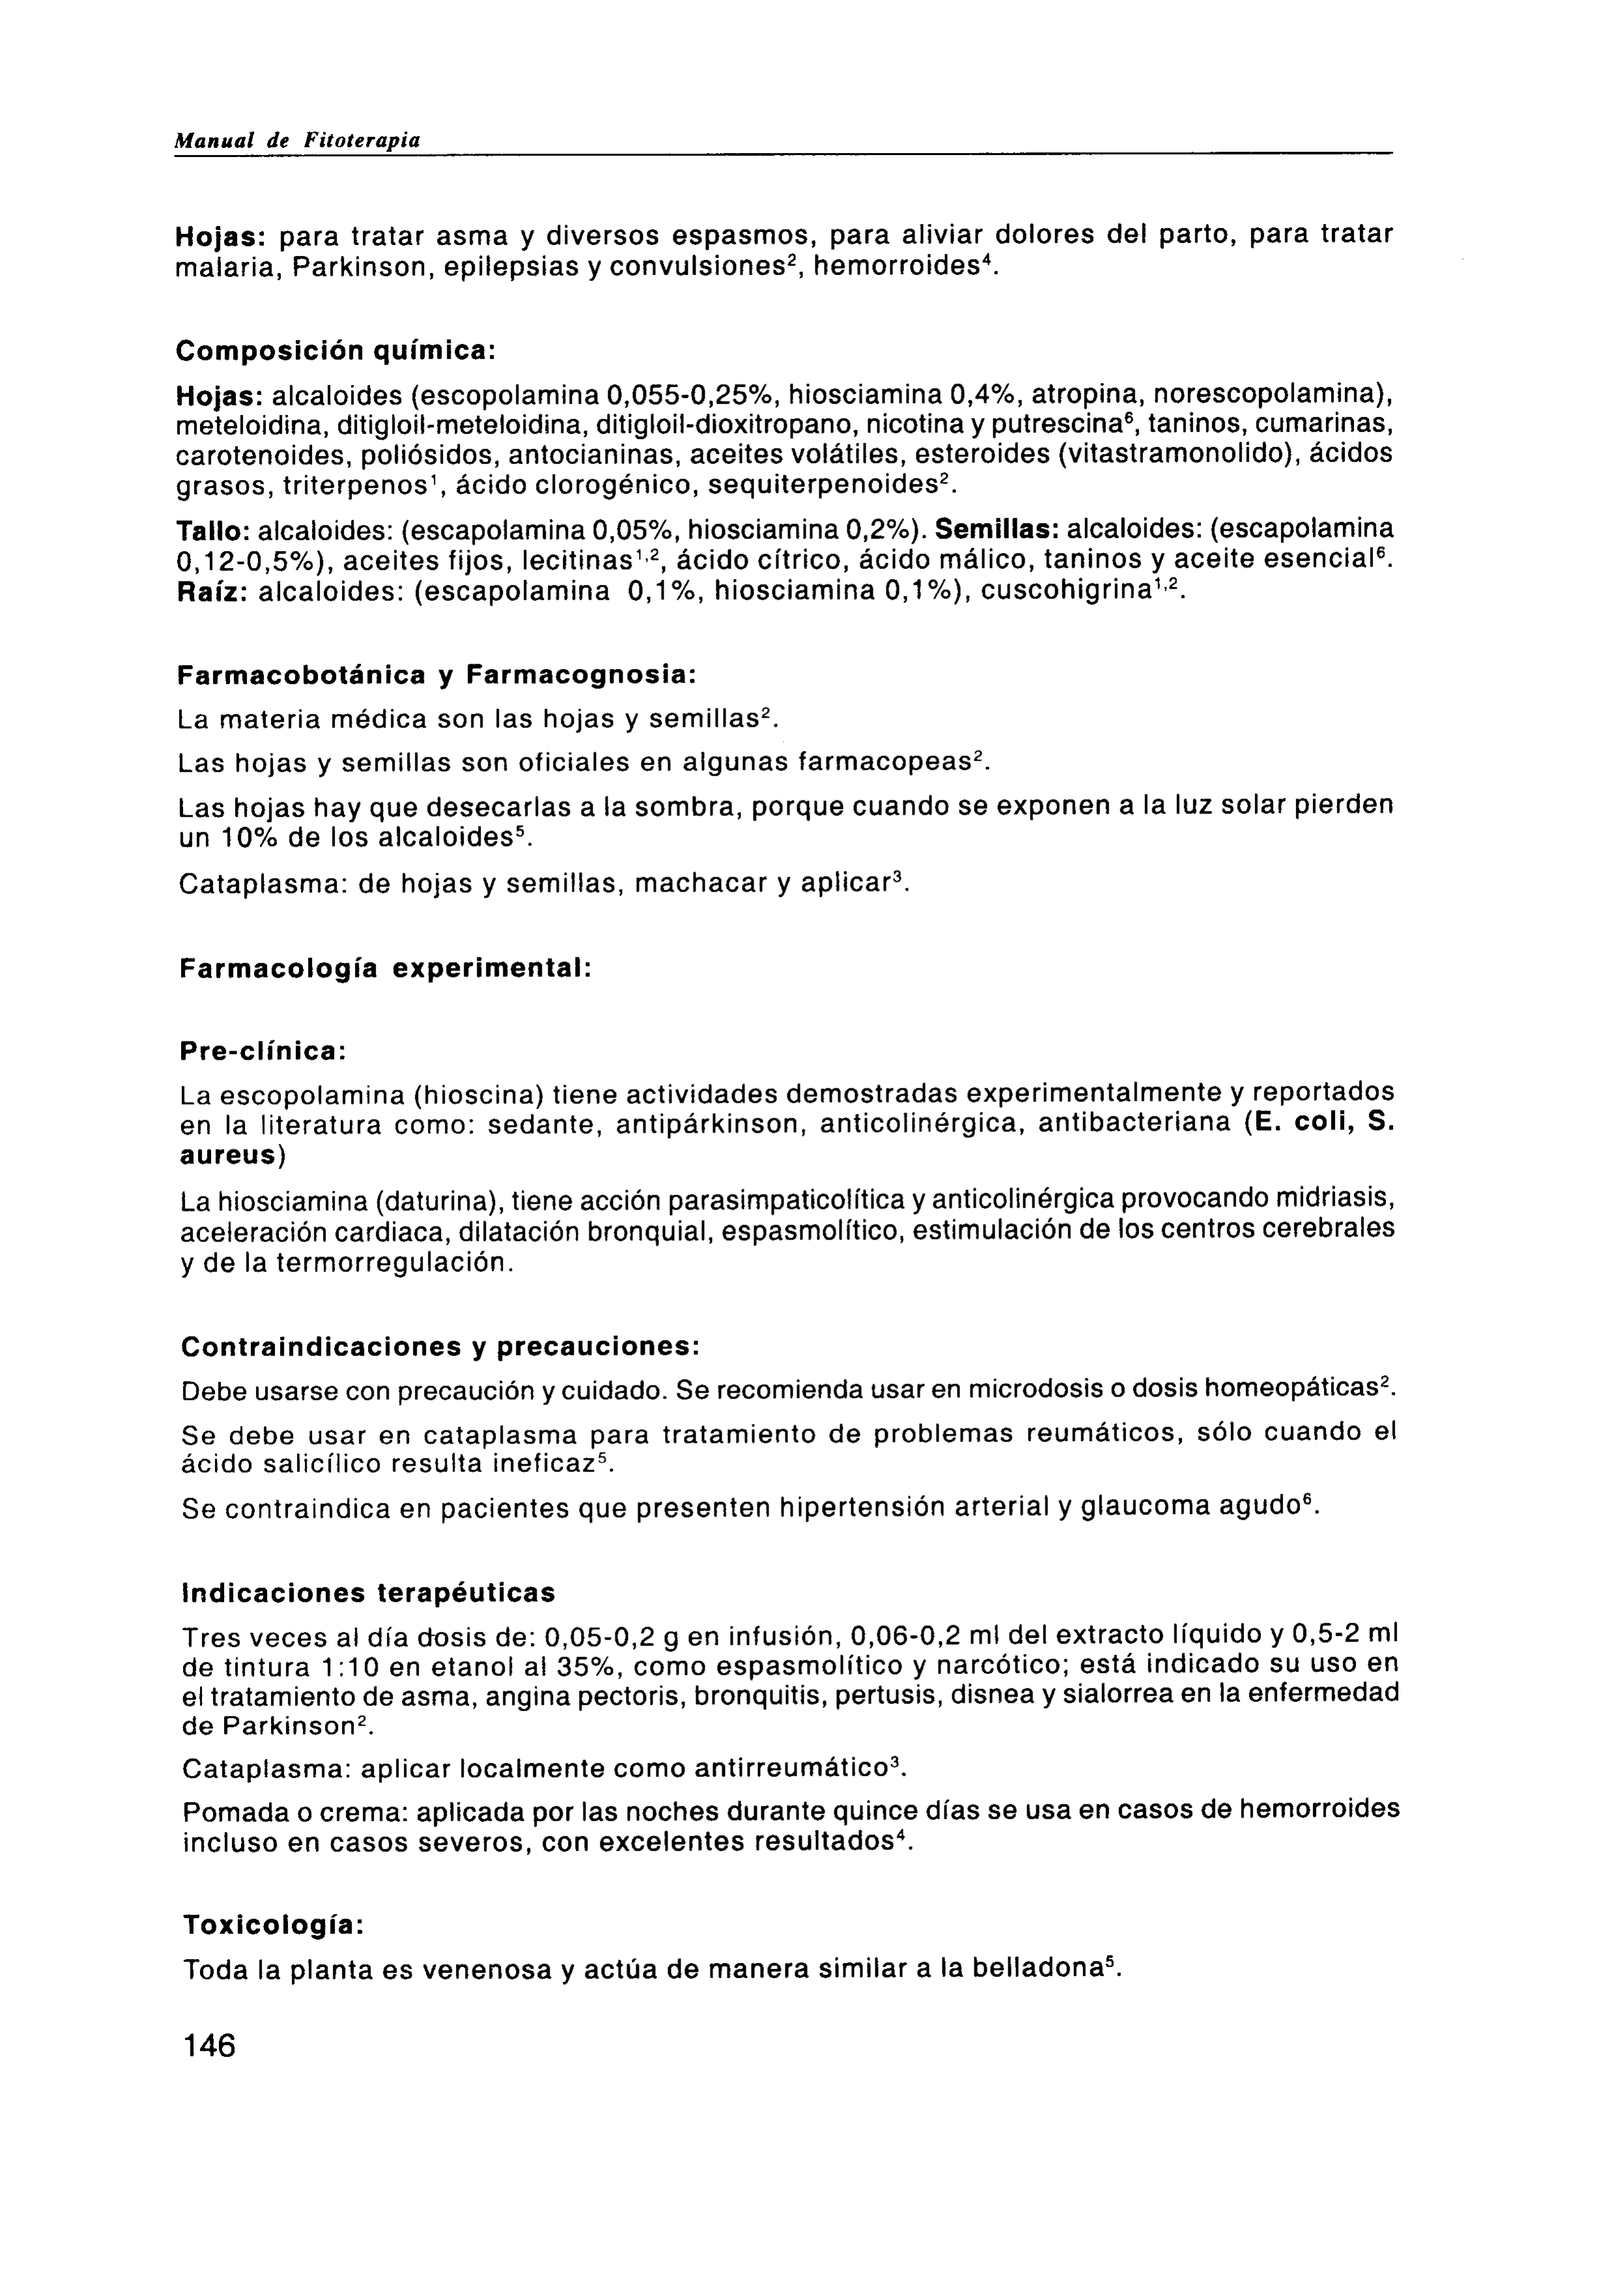 Manual de Fitoterapia
Hojas: para tratar asma y diversos espasmos, para aliviar dolores del parto, para tratar
malaria, Parkinson, epilepsias y convulsiones², hemorroides⁴.
Composición química:
Hojas: alcaloides (escopolamina 0,055-0,25%, hiosciamina 0,4%, atropina, norescopolamina),
meteloidina, ditigloil-meteloidina, ditigloil-dioxitropano, nicotina y putrescina⁶, taninos, cumarinas,
carotenoides, poliósidos, antocianinas, aceites volátiles, esteroides (vitastramonolido), ácidos
grasos, triterpenos¹, ácido clorogénico, sequiterpenoides².
Tallo: alcaloides: (escapolamina 0,05%, hiosciamina 0,2%). Semillas: alcaloides: (escapolamina
0,12-0,5%), aceites fijos, lecitinas¹·², ácido cítrico, ácido málico, taninos y aceite esencial⁶.
Raíz: alcaloides: (escapolamina 0,1%, hiosciamina 0,1%), cuscohigrina¹·².
Farmacobotánica y Farmacognosia:
La materia médica son las hojas y semillas².
Las hojas y semillas son oficiales en algunas farmacopeas².
Las hojas hay que desecarlas a la sombra, porque cuando se exponen a la luz solar pierden
un 10% de los alcaloides⁵.
Cataplasma: de hojas y semillas, machacar y aplicar³.
Farmacología experimental:
Pre-clínica:
La escopolamina (hioscina) tiene actividades demostradas experimentalmente y reportados
en la literatura como: sedante, antipárkinson, anticolinérgica, antibacteriana (E. coli, S.
aureus)
La hiosciamina (daturina), tiene acción parasimpaticolítica y anticolinérgica provocando midriasis,
aceleración cardiaca, dilatación bronquial, espasmolítico, estimulación de los centros cerebrales
y de la termorregulación.
Contraindicaciones y precauciones:
Debe usarse con precaución y cuidado. Se recomienda usar en microdosis o dosis homeopáticas².
Se debe usar en cataplasma para tratamiento de problemas reumáticos, sólo cuando el
ácido salicílico resulta ineficaz⁵.
Se contraindica en pacientes que presenten hipertensión arterial y glaucoma agudo⁶.
Indicaciones terapéuticas
Tres veces al día dosis de: 0,05-0,2 g en infusión, 0,06-0,2 ml del extracto líquido y 0,5-2 ml
de tintura 1:10 en etanol al 35%, como espasmolítico y narcótico; está indicado su uso en
el tratamiento de asma, angina pectoris, bronquitis, pertusis, disnea y sialorrea en la enfermedad
de Parkinson².
Cataplasma: aplicar localmente como antirreumático³.
Pomada o crema: aplicada por las noches durante quince días se usa en casos de hemorroides
incluso en casos severos, con excelentes resultados⁴.
Toxicología:
Toda la planta es venenosa y actúa de manera similar a la belladona⁵.
146